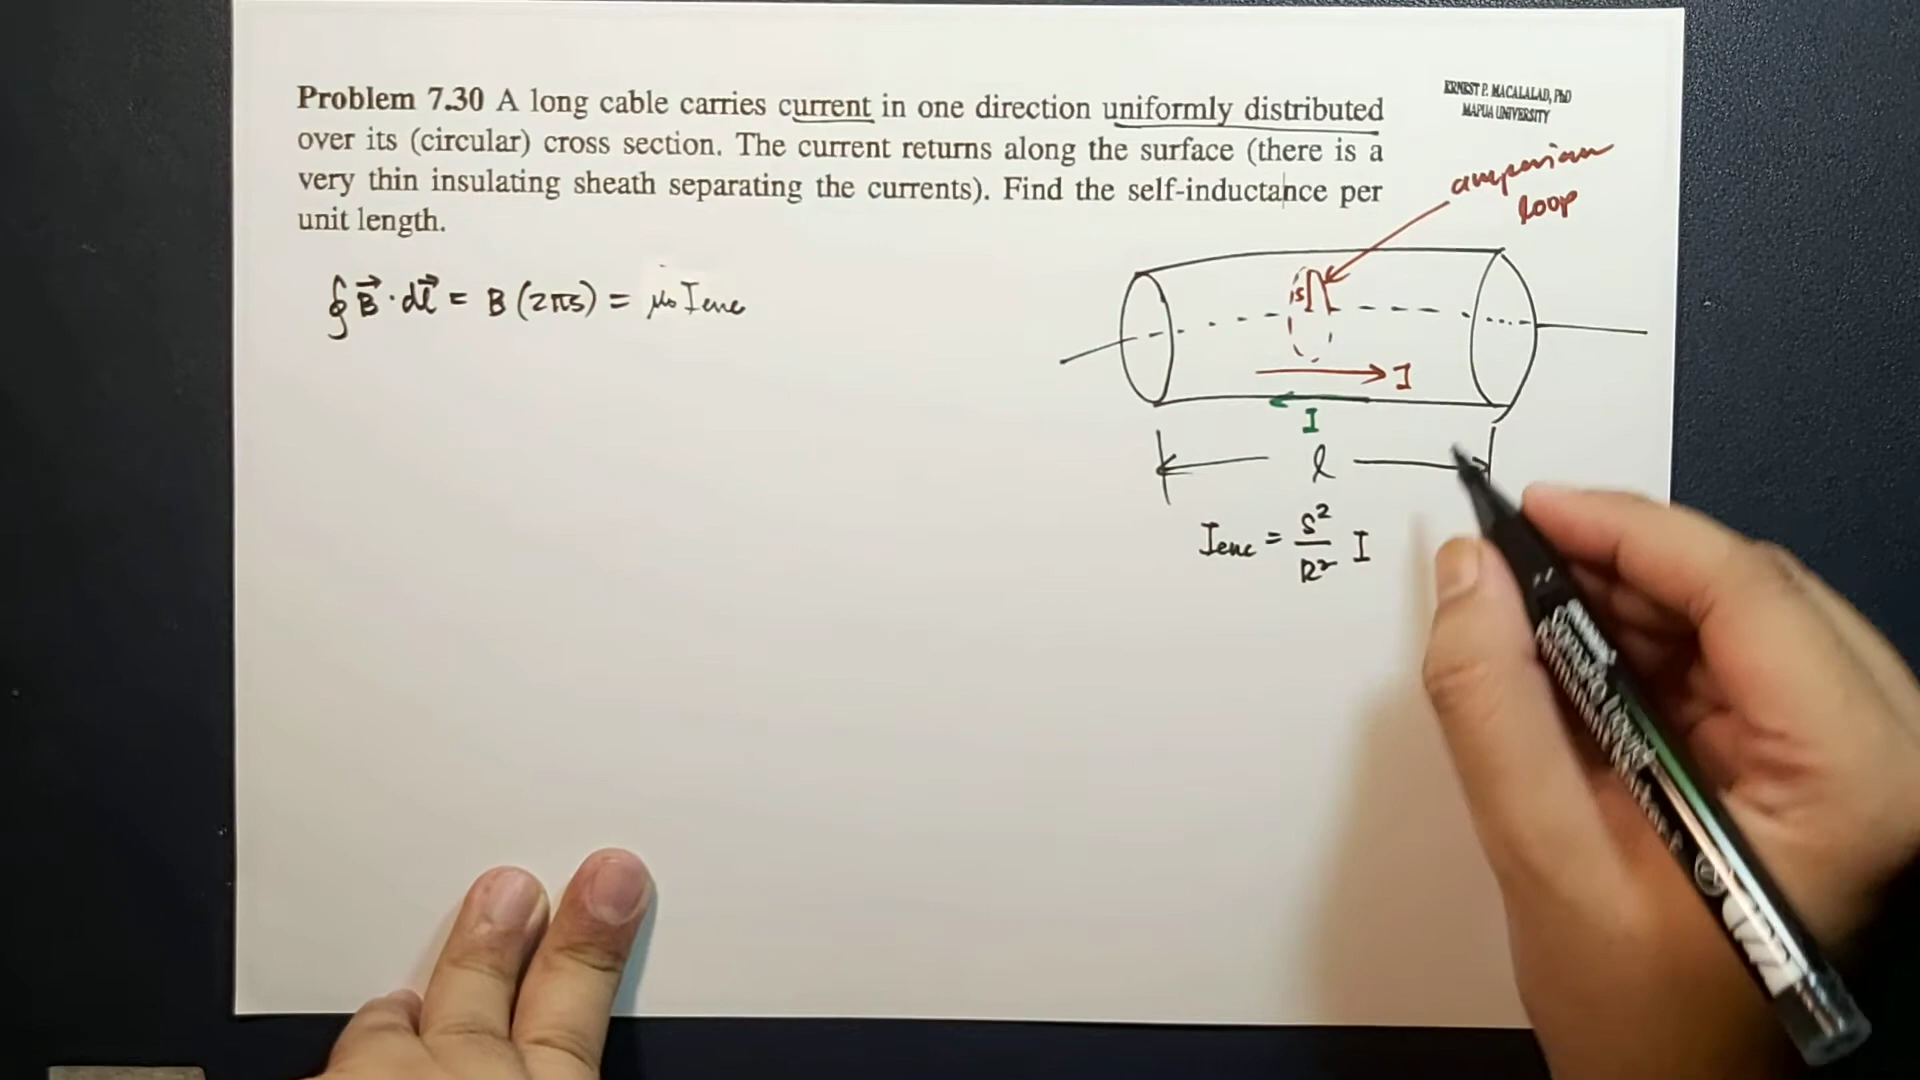 Problem 7.30 A long cable carries current in one direction uniformly distributed
over its (circular) cross section. The current returns along the surface (there is a
very thin insulating sheath separating the currents). Find the self-inductance per
unit length.
ERNEST P. MACALALAD, PhD
MAPUA UNIVERSITY
amperian
loop
∮B⃗·dl⃗ = B(2πs) = μ₀Ienc
s
I
I
l
Ienc = s²/R² I